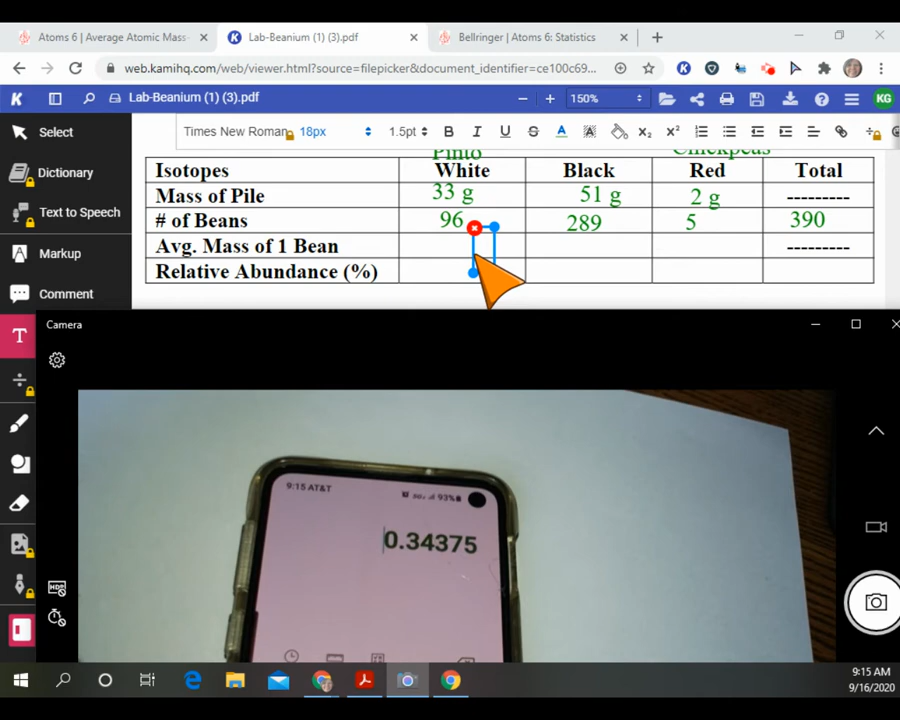 Atoms 6 | Average Atomic Mass
Lab-Beanium (1) (3).pdf
Bellringer | Atoms 6: Statistics
web.kamihq.com/web/viewer.html?source=filepicker&document_identifier=ce100c69...
K
Lab-Beanium (1) (3).pdf
150%
KG
Select
Times New Roman 18px 1.5pt B I U S A A X₂ X²
Dictionary
Text to Speech
Markup
Comment
T
Pinto Chickpeas
Isotopes White Black Red Total
Mass of Pile 33 g 51 g 2 g ---------
# of Beans 96 289 5 390
Avg. Mass of 1 Bean ---------
Relative Abundance (%)
Camera
9:15 AT&T 93%
0.34375
HDR
9:15 AM
9/16/2020